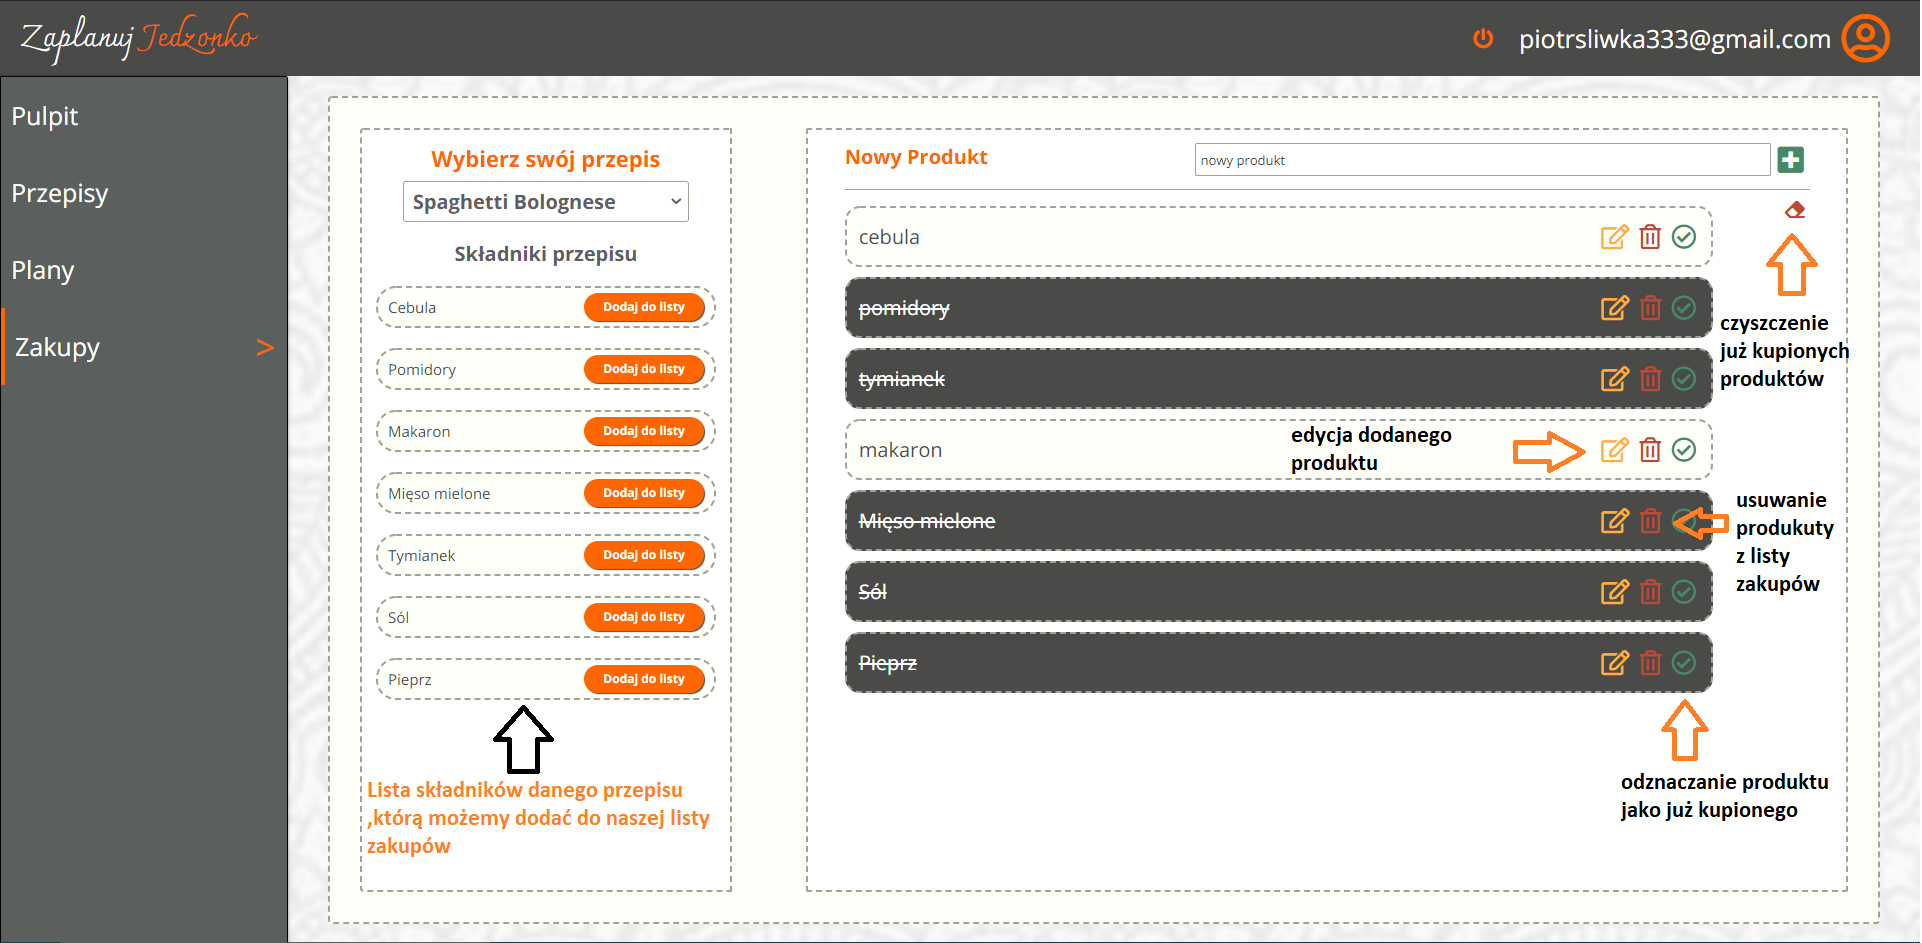 Zaplanuj Jedzonko
piotrsliwka333@gmail.com
Pulpit
Przepisy
Plany
Zakupy >
Wybierz swój przepis
Spaghetti Bolognese
Składniki przepisu
Cebula Dodaj do listy
Pomidory Dodaj do listy
Makaron Dodaj do listy
Mięso mielone Dodaj do listy
Tymianek Dodaj do listy
Sól Dodaj do listy
Pieprz Dodaj do listy
Lista składników danego przepisu
,którą możemy dodać do naszej listy
zakupów
Nowy Produkt nowy produkt
cebula
pomidory
tymianek
makaron
Mięso mielone
Sól
Pieprz
czyszczenie
już kupionych
produktów
edycja dodanego
produktu
usuwanie
produkuty
z listy
zakupów
odznaczanie produktu
jako już kupionego